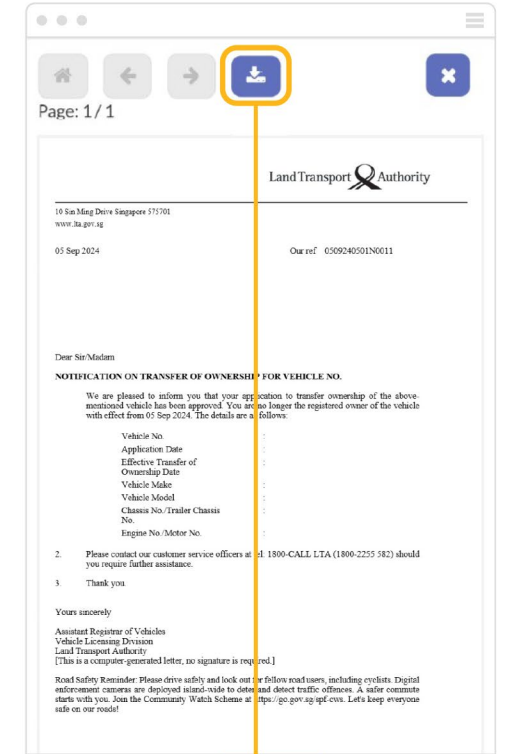 Page: 1 / 1
Land Transport Authority
10 Sin Ming Drive Singapore 575701
www.lta.gov.sg
05 Sep 2024 Our ref 0509240501N0011
Dear Sir/Madam
NOTIFICATION ON TRANSFER OF OWNERSHIP FOR VEHICLE NO.
We are pleased to inform you that your application to transfer ownership of the above-
mentioned vehicle has been approved. You are no longer the registered owner of the vehicle
with effect from 05 Sep 2024. The details are as follows:
Vehicle No. :
Application Date :
Effective Transfer of :
Ownership Date
Vehicle Make :
Vehicle Model :
Chassis No./Trailer Chassis :
No.
Engine No./Motor No. :
2. Please contact our customer service officers at tel: 1800-CALL LTA (1800-2255 582) should
you require further assistance.
3. Thank you.
Yours sincerely
Assistant Registrar of Vehicles
Vehicle Licensing Division
Land Transport Authority
[This is a computer-generated letter, no signature is required.]
Road Safety Reminder: Please drive safely and look out for fellow road users, including cyclists. Digital
enforcement cameras are deployed island-wide to deter and detect traffic offences. A safer commute
starts with you. Join the Community Watch Scheme at https://go.gov.sg/spf-cws. Let's keep everyone
safe on our roads!